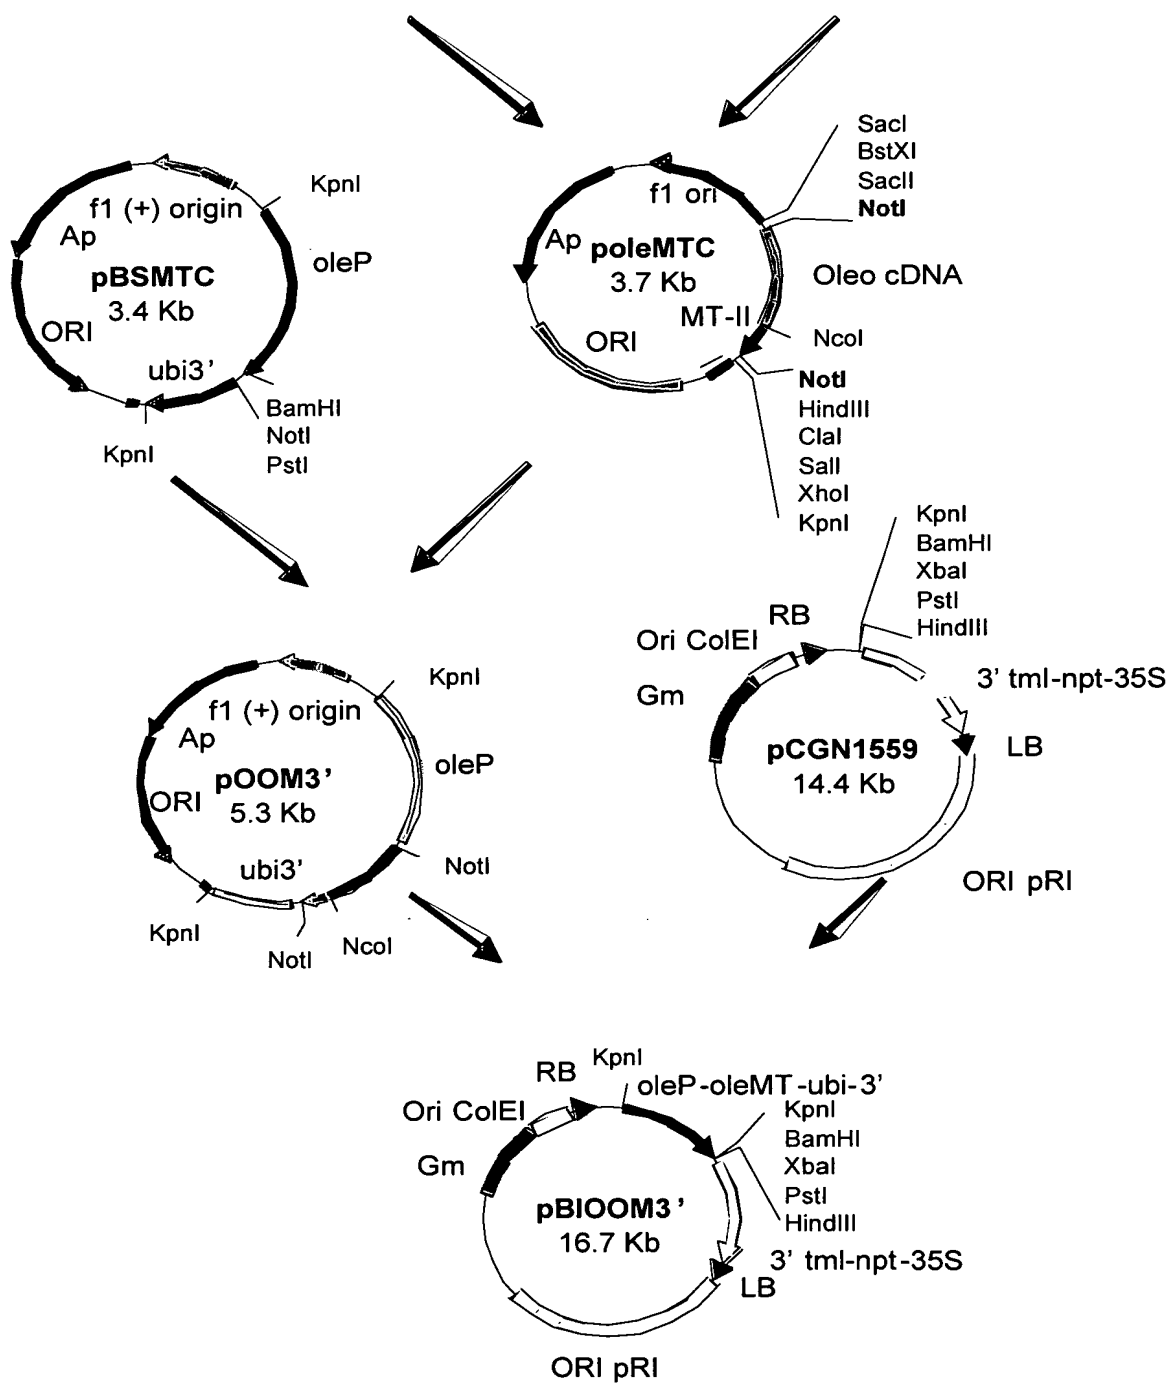 KpnI
f1 (+) origin
Ap
pBSMTC
3.4 Kb
oleP
ORI
ubi3’
BamHI
NotI
PstI
KpnI
SacI
BstXI
SacII
NotI
f1 ori
Ap
poleMTC
3.7 Kb
Oleo cDNA
MT-II
ORI
NcoI
NotI
HindIII
ClaI
SalI
XhoI
KpnI
KpnI
f1 (+) origin
Ap
pOOM3’
5.3 Kb
oleP
ORI
ubi3’
NotI
KpnI
NotI
NcoI
KpnI
BamHI
XbaI
PstI
HindIII
RB
Ori ColEI
Gm
3’ tml-npt-35S
pCGN1559
14.4 Kb
LB
ORI pRI
KpnI
RB
oleP-oleMT-ubi-3’
Ori ColEI
KpnI
BamHI
XbaI
PstI
HindIII
Gm
pBIOOM3’
16.7 Kb
3’ tml-npt-35S
LB
ORI pRI